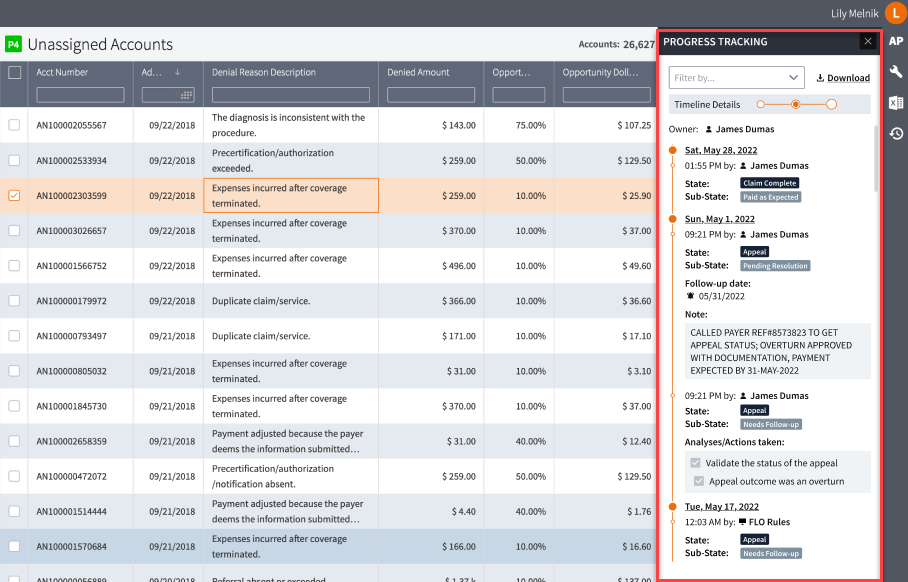 Lily Melnik L
P4 Unassigned Accounts
Accounts: 26,627
Acct Number Ad... ↓ Denial Reason Description Denied Amount Opport... Opportunity Doll...
AN100002055567 09/22/2018 The diagnosis is inconsistent with the $ 143.00 75.00% $ 107.25
procedure.
AN100002533934 09/22/2018 Precertification/authorization $ 259.00 50.00% $ 129.50
exceeded.
AN100002303599 09/22/2018 Expenses incurred after coverage $ 259.00 10.00% $ 25.90
terminated.
AN100003026657 09/22/2018 Expenses incurred after coverage $ 370.00 10.00% $ 37.00
terminated.
AN100001566752 09/22/2018 Expenses incurred after coverage $ 496.00 10.00% $ 49.60
terminated.
AN100000179972 09/22/2018 Duplicate claim/service. $ 366.00 10.00% $ 36.60
AN100000793497 09/21/2018 Duplicate claim/service. $ 171.00 10.00% $ 17.10
AN100000805032 09/21/2018 Expenses incurred after coverage $ 31.00 10.00% $ 3.10
terminated.
AN100001845730 09/21/2018 Expenses incurred after coverage $ 370.00 10.00% $ 37.00
terminated.
AN100002658359 09/21/2018 Payment adjusted because the payer $ 31.00 40.00% $ 12.40
deems the information submitted...
AN100000472072 09/21/2018 Precertification/authorization $ 259.00 50.00% $ 129.50
/notification absent.
AN100001514444 09/21/2018 Payment adjusted because the payer $ 4.40 40.00% $ 1.76
deems the information submitted...
AN100001570684 09/21/2018 Expenses incurred after coverage $ 166.00 10.00% $ 16.60
terminated.
AN100000056889 09/20/2018 Referral absent or exceeded. $ 1.37 k 10.00% $ 137.00
PROGRESS TRACKING
AP
Filter by...
Download
Timeline Details
Owner: James Dumas
Sat, May 28, 2022
01:55 PM by: James Dumas
State: Claim Complete
Sub-State: Paid as Expected
Sun, May 1, 2022
09:21 PM by: James Dumas
State: Appeal
Sub-State: Pending Resolution
Follow-up date:
05/31/2022
Note:
CALLED PAYER REF#8573823 TO GET
APPEAL STATUS; OVERTURN APPROVED
WITH DOCUMENTATION, PAYMENT
EXPECTED BY 31-MAY-2022
09:21 PM by: James Dumas
State: Appeal
Sub-State: Needs Follow-up
Analyses/Actions taken:
Validate the status of the appeal
Appeal outcome was an overturn
Tue, May 17, 2022
12:03 AM by: FLO Rules
State: Appeal
Sub-State: Needs Follow-up